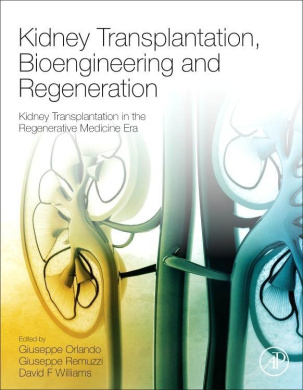 Kidney Transplantation,
Bioengineering and
Regeneration
Kidney Transplantation in the
Regenerative Medicine Era
Edited by
Giuseppe Orlando
Giuseppe Remuzzi
David F Williams